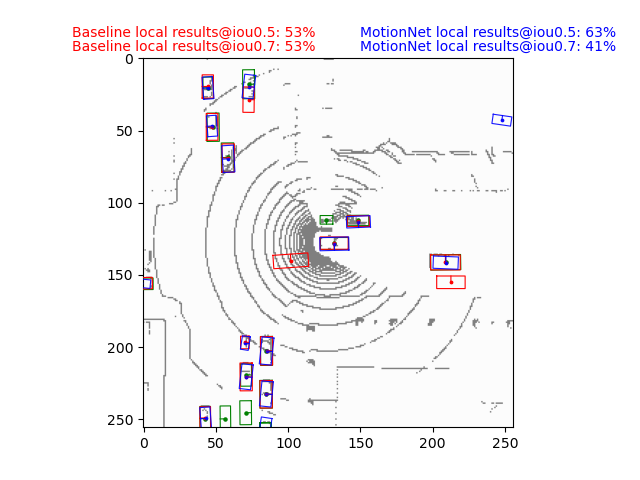 Baseline local results@iou0.5: 53% MotionNet local results@iou0.5: 63%
Baseline local results@iou0.7: 53% MotionNet local results@iou0.7: 41%
0
50
100
150
200
250
0 50 100 150 200 250